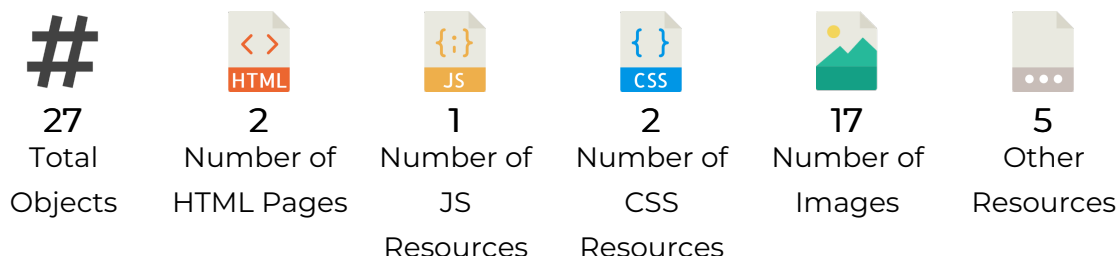 #
HTML
JS
CSS
27
2
1
2
17
5
Total
Objects
Number of
HTML Pages
Number of
JS
Resources
Number of
CSS
Resources
Number of
Images
Other
Resources